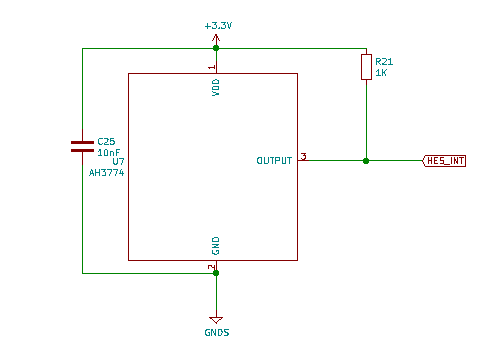 +3.3V
1
VDD
R21
1K
C25
10nF
U7
AH3774
OUTPUT
3
HES_INT
GND
2
GNDS